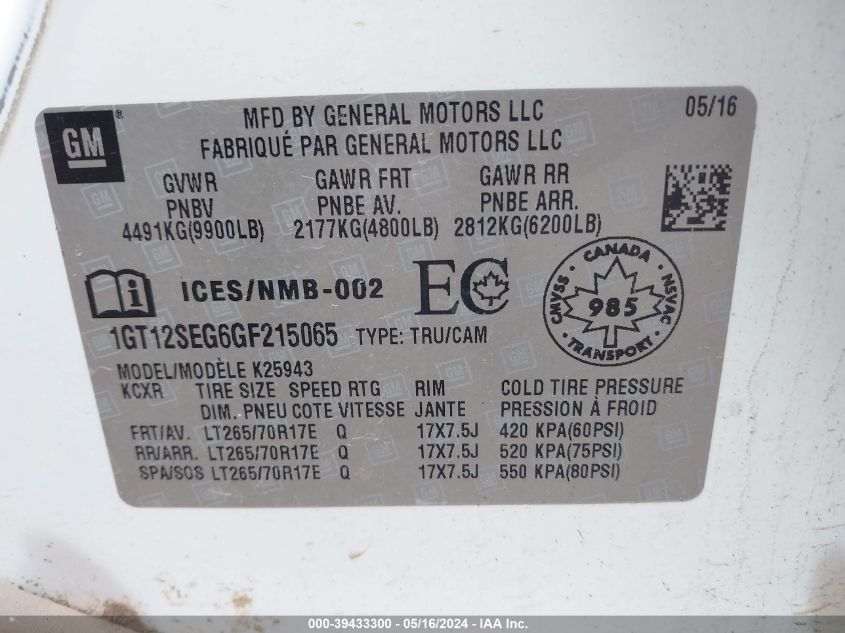 GM ®
MFD BY GENERAL MOTORS LLC 05/16
FABRIQUÉ PAR GENERAL MOTORS LLC
GVWR GAWR FRT GAWR RR
PNBV PNBE AV. PNBE ARR.
4491KG(9900LB) 2177KG(4800LB) 2812KG(6200LB)
i ICES/NMB-002 EC
CANADA
CMVSS 985 NSVAC
TRANSPORT
1GT12SEG6GF215065 TYPE: TRU/CAM
MODEL/MODÈLE K25943
KCXR TIRE SIZE SPEED RTG RIM COLD TIRE PRESSURE
DIM. PNEU COTE VITESSE JANTE PRESSION À FROID
FRT/AV. LT265/70R17E Q 17X7.5J 420 KPA(60PSI)
RR/ARR. LT265/70R17E Q 17X7.5J 520 KPA(75PSI)
SPA/SOS LT265/70R17E Q 17X7.5J 550 KPA(80PSI)
000-39433300 - 05/16/2024 - IAA Inc.